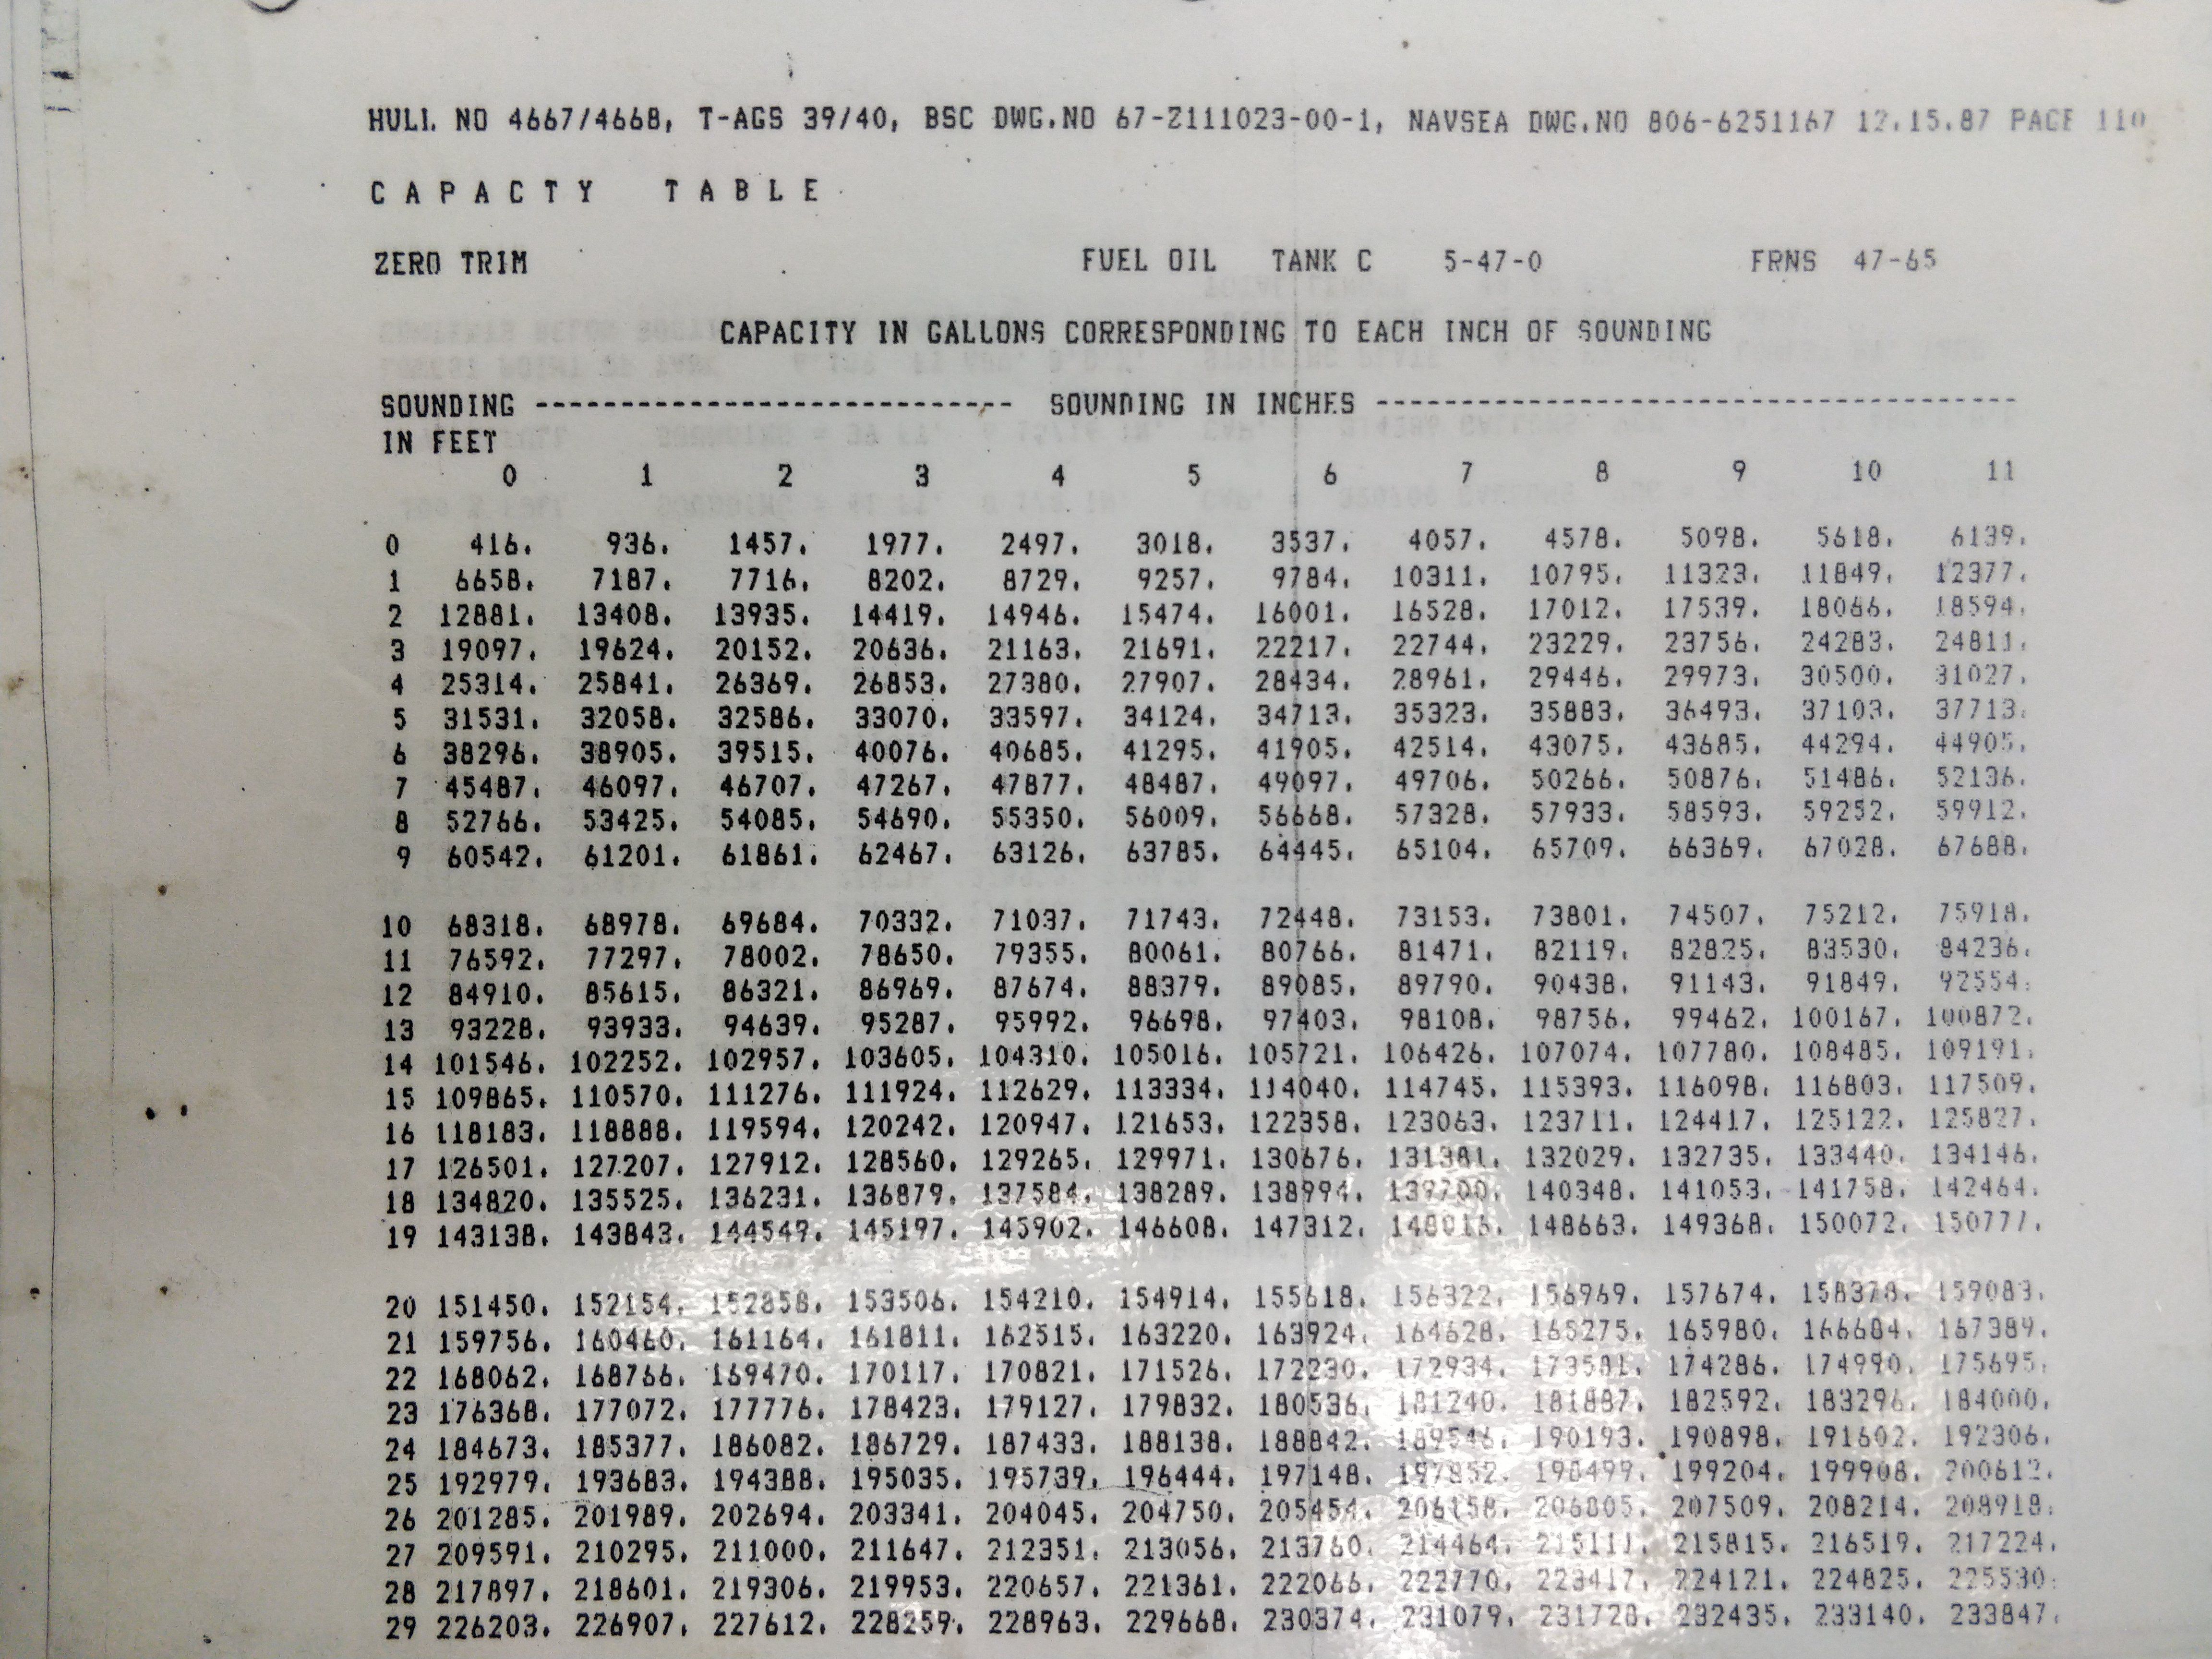 HULL NO 4667/4668, T-AGS 39/40, BSC DWG.NO 67-2111023-00-1, NAVSEA DWG.NO 806-6251167 12.15.87 PAGE 110
C A P A C T Y T A B L E
ZERO TRIM FUEL OIL TANK C 5-47-0 FRNS 47-65
CAPACITY IN GALLONS CORRESPONDING TO EACH INCH OF SOUNDING
SOUNDING ---------------------------- SOUNDING IN INCHES --------------------------------------
IN FEET
0 1 2 3 4 5 6 7 8 9 10 11
0 416. 936. 1457. 1977. 2497. 3018. 3537. 4057. 4578. 5098. 5618. 6139.
1 6658. 7187. 7716. 8202. 8729. 9257. 9784. 10311. 10795. 11323. 11849. 12377.
2 12881. 13408. 13935. 14419. 14946. 15474. 16001. 16528. 17012. 17539. 18066. 18594.
3 19097. 19624. 20152. 20636. 21163. 21691. 22217. 22744. 23229. 23756. 24283. 24811.
4 25314. 25841. 26369. 26853. 27380. 27907. 28434. 28961. 29446. 29973. 30500. 31027.
5 31531. 32058. 32586. 33070. 33597. 34124. 34713. 35323. 35883. 36493. 37103. 37713.
6 38296. 38905. 39515. 40076. 40685. 41295. 41905. 42514. 43075. 43685. 44294. 44905.
7 45487. 46097. 46707. 47267. 47877. 48487. 49097. 49706. 50266. 50876. 51486. 52136.
8 52766. 53425. 54085. 54690. 55350. 56009. 56668. 57328. 57933. 58593. 59252. 59912.
9 60542. 61201. 61861. 62467. 63126. 63785. 64445. 65104. 65709. 66369. 67028. 67688.
10 68318. 68978. 69684. 70332. 71037. 71743. 72448. 73153. 73801. 74507. 75212. 75918.
11 76592. 77297. 78002. 78650. 79355. 80061. 80766. 81471. 82119. 82825. 83530. 84236.
12 84910. 85615. 86321. 86969. 87674. 88379. 89085. 89790. 90438. 91143. 91849. 92554.
13 93228. 93933. 94639. 95287. 95992. 96698. 97403. 98108. 98756. 99462. 100167. 100872.
14 101546. 102252. 102957. 103605. 104310. 105016. 105721. 106426. 107074. 107780. 108485. 109191.
15 109865. 110570. 111276. 111924. 112629. 113334. 114040. 114745. 115393. 116098. 116803. 117509.
16 118183. 118888. 119594. 120242. 120947. 121653. 122358. 123063. 123711. 124417. 125122. 125827.
17 126501. 127207. 127912. 128560. 129265. 129971. 130676. 131381. 132029. 132735. 133440. 134146.
18 134820. 135525. 136231. 136879. 137584. 138289. 138994. 139700. 140348. 141053. 141758. 142464.
19 143138. 143843. 144549. 145197. 145902. 146608. 147312. 148016. 148663. 149368. 150072. 150777.
20 151450. 152154. 152858. 153506. 154210. 154914. 155618. 156322. 156969. 157674. 158378. 159083.
21 159756. 160460. 161164. 161811. 162515. 163220. 163924. 164628. 165275. 165980. 166684. 167389.
22 168062. 168766. 169470. 170117. 170821. 171526. 172230. 172934. 173581. 174286. 174990. 175695.
23 176368. 177072. 177776. 178423. 179127. 179832. 180536. 181240. 181887. 182592. 183296. 184000.
24 184673. 185377. 186082. 186729. 187433. 188138. 188842. 189546. 190193. 190898. 191602. 192306.
25 192979. 193683. 194388. 195035. 195739. 196444. 197148. 197852. 198499. 199204. 199908. 200612.
26 201285. 201989. 202694. 203341. 204045. 204750. 205454. 206158. 206805. 207509. 208214. 208918.
27 209591. 210295. 211000. 211647. 212351. 213056. 213760. 214464. 215111. 215815. 216519. 217224.
28 217897. 218601. 219306. 219953. 220657. 221361. 222066. 222770. 223417. 224121. 224825. 225530.
29 226203. 226907. 227612. 228259. 228963. 229668. 230374. 231079. 231728. 232435. 233140. 233847.